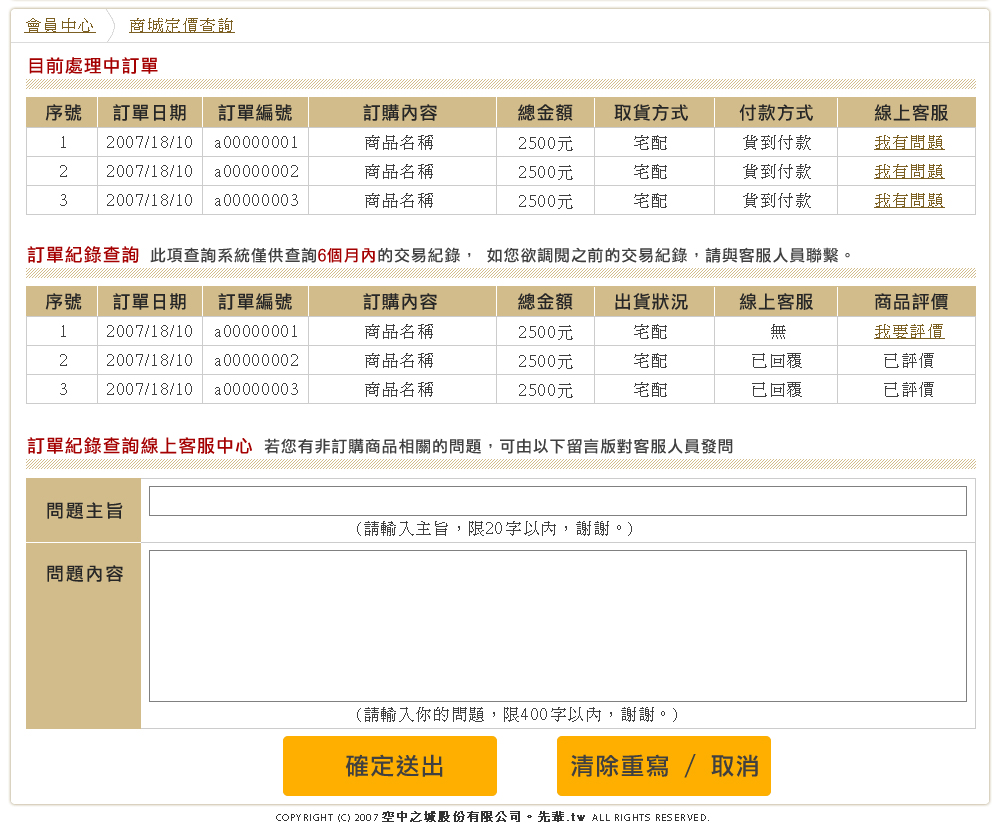 會員中心 商城定價查詢
目前處理中訂單
序號 訂單日期 訂單編號 訂購內容 總金額 取貨方式 付款方式 線上客服
1 2007/18/10 a00000001 商品名稱 2500元 宅配 貨到付款 我有問題
2 2007/18/10 a00000002 商品名稱 2500元 宅配 貨到付款 我有問題
3 2007/18/10 a00000003 商品名稱 2500元 宅配 貨到付款 我有問題
訂單紀錄查詢 此項查詢系統僅供查詢6個月內的交易紀錄， 如您欲調閱之前的交易紀錄，請與客服人員聯繫。
序號 訂單日期 訂單編號 訂購內容 總金額 出貨狀況 線上客服 商品評價
1 2007/18/10 a00000001 商品名稱 2500元 宅配 無 我要評價
2 2007/18/10 a00000002 商品名稱 2500元 宅配 已回覆 已評價
3 2007/18/10 a00000003 商品名稱 2500元 宅配 已回覆 已評價
訂單紀錄查詢線上客服中心 若您有非訂購商品相關的問題，可由以下留言版對客服人員發問
問題主旨
(請輸入主旨，限20字以內，謝謝。)
問題內容
(請輸入你的問題，限400字以內，謝謝。)
確定送出 清除重寫 / 取消
COPYRIGHT (C) 2007 空中之城股份有限公司。先華.tw ALL RIGHTS RESERVED.